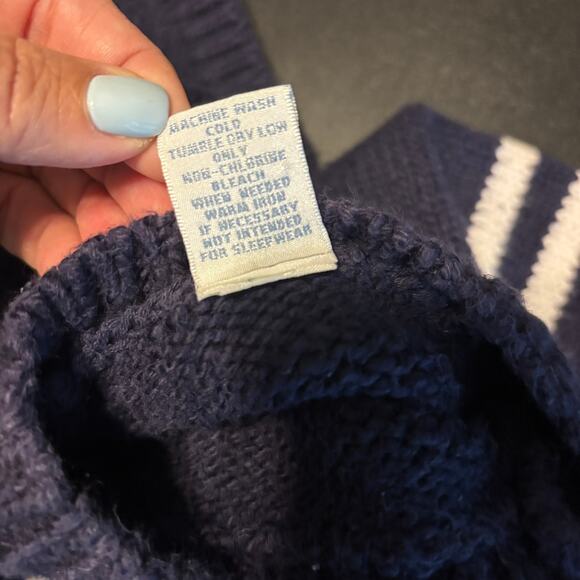 MACHINE WASH
COLD
TUMBLE DRY LOW
ONLY
NON-CHLORINE
BLEACH
WHEN NEEDED
WARM IRON
IF NECESSARY
NOT INTENDED
FOR SLEEPWEAR